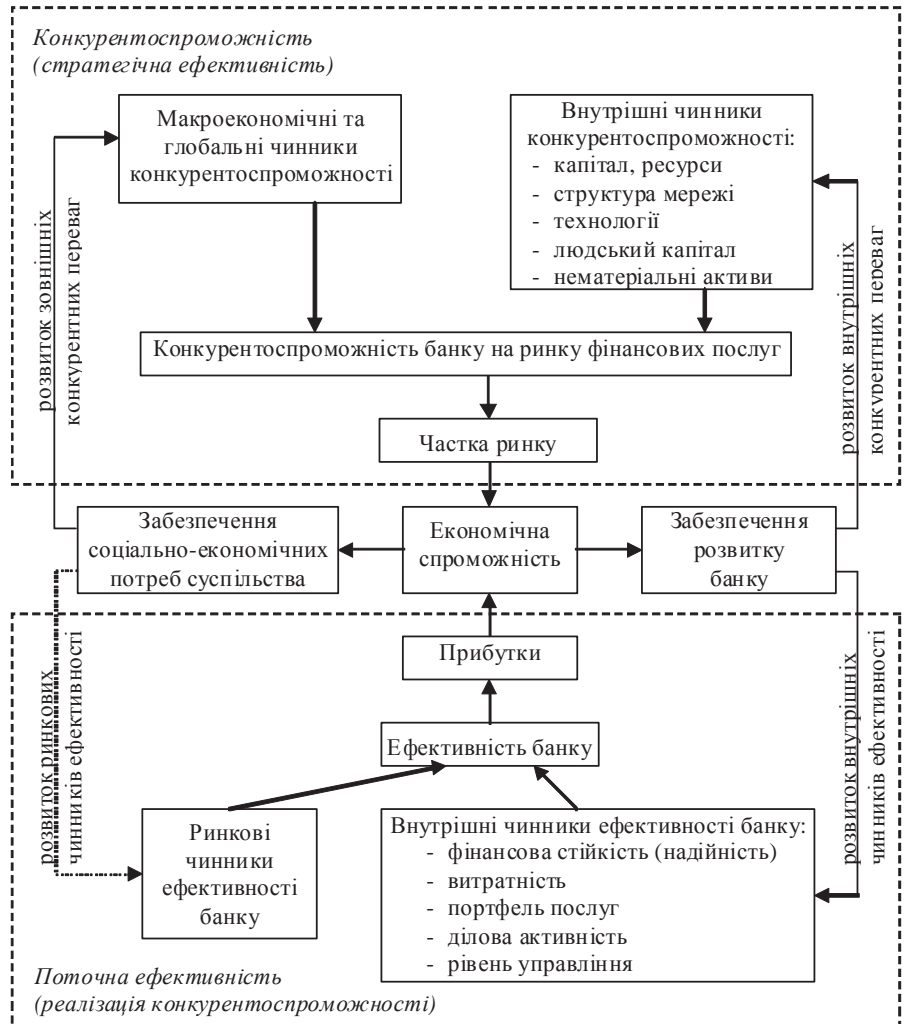 Конкурентоспроможність
(стратегічна ефективність)
Макроекономічні та
глобальні чинники
конкурентоспроможності
Внутрішні чинники
конкурентоспроможності:
- капітал, ресурси
- структура мережі
- технології
- людський капітал
- нематеріальні активи
розвиток зовнішніх
конкурентних переваг
розвиток внутрішніх
конкурентних переваг
Конкурентоспроможність банку на ринку фінансових послуг
Частка ринку
Забезпечення
соціально-економічних
потреб суспільства
Економічна
спроможність
Забезпечення
розвитку
банку
Прибутки
Ефективність банку
розвиток ринкових
чинників ефективності
розвиток внутрішніх
чинників ефективності
Ринкові
чинники
ефективності
банку
Внутрішні чинники ефективності банку:
- фінансова стійкість (надійність)
- витратність
- портфель послуг
- ділова активність
- рівень управління
Поточна ефективність
(реалізація конкурентоспроможності)